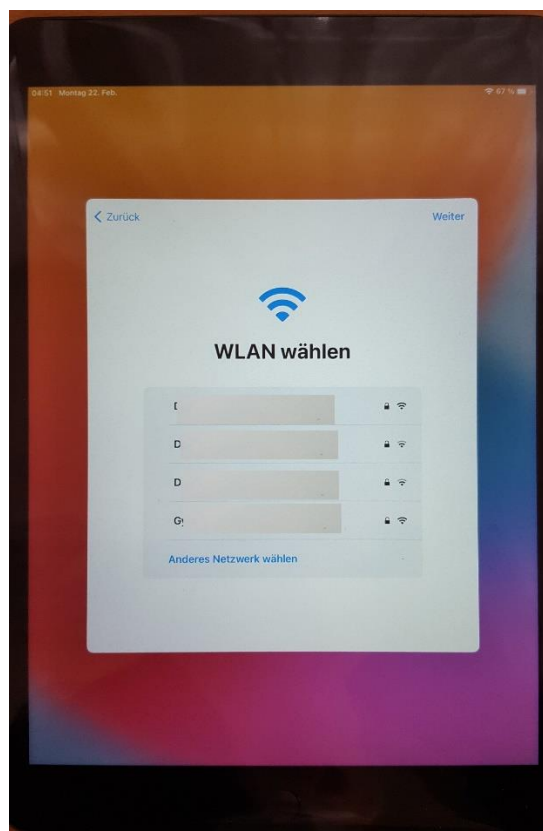 04:51 Montag 22. Feb. 67 %
Zurück Weiter
WLAN wählen
D
D
Anderes Netzwerk wählen